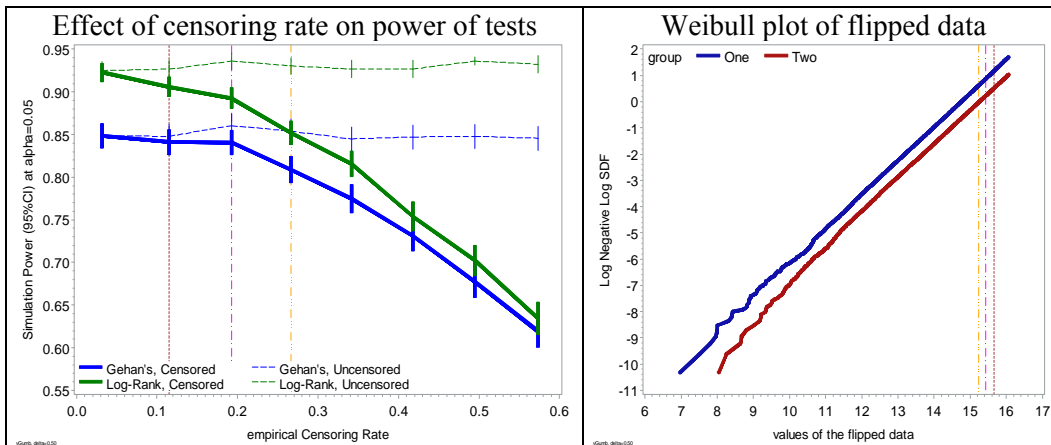 Effect of censoring rate on power of tests
Simulation Power (95%CI) at alpha=0.05
0.95
0.90
0.85
0.80
0.75
0.70
0.65
0.60
0.55
Gehan's, Censored
Gehan's, Uncensored
Log-Rank, Censored
Log-Rank, Uncensored
0.0 0.1 0.2 0.3 0.4 0.5 0.6
empirical Censoring Rate
Weibull plot of flipped data
group One Two
Log Negative Log SDF
2
1
0
-1
-2
-3
-4
-5
-6
-7
-8
-9
-10
-11
6 7 8 9 10 11 12 13 14 15 16 17
values of the flipped data